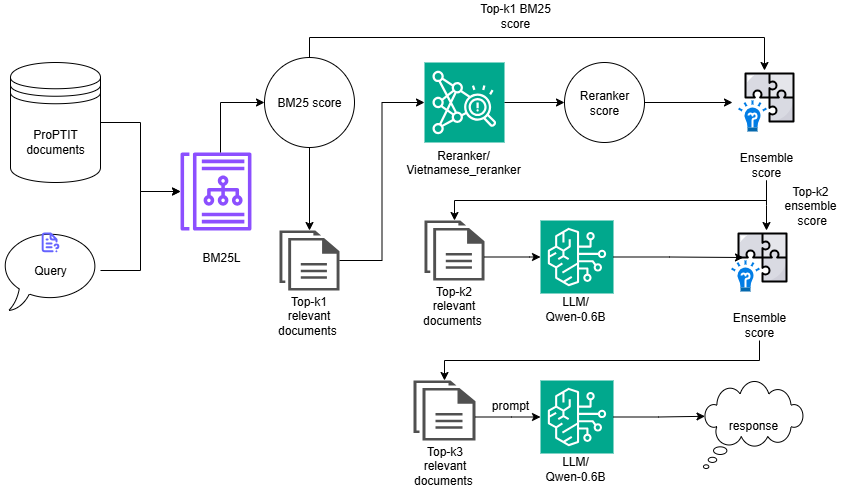 Top-k1 BM25
score
ProPTIT
documents
BM25 score
Reranker
score
Reranker/
Vietnamese_reranker
Ensemble
score
Query
BM25L
Top-k2
ensemble
score
Top-k1
relevant
documents
Top-k2
relevant
documents
LLM/
Qwen-0.6B
Ensemble
score
prompt
response
Top-k3
relevant
documents
LLM/
Qwen-0.6B